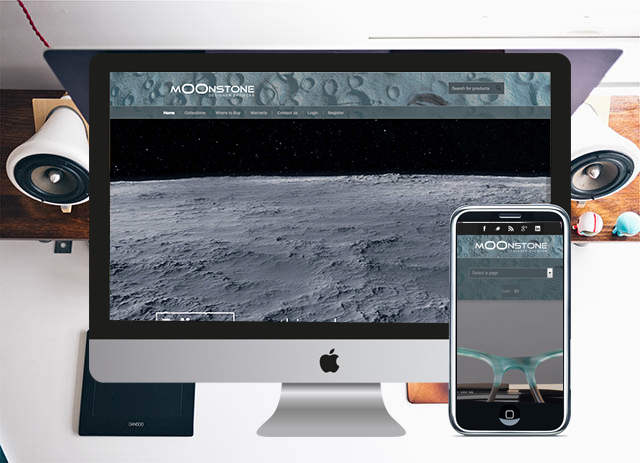 MOONSTONE
DESIGNER EYEWEAR
Search for products
Home Collections Where to Buy Warranty Contact us Login Register
MOONSTONE
DESIGNER EYEWEAR
Select a page
BAMBOO